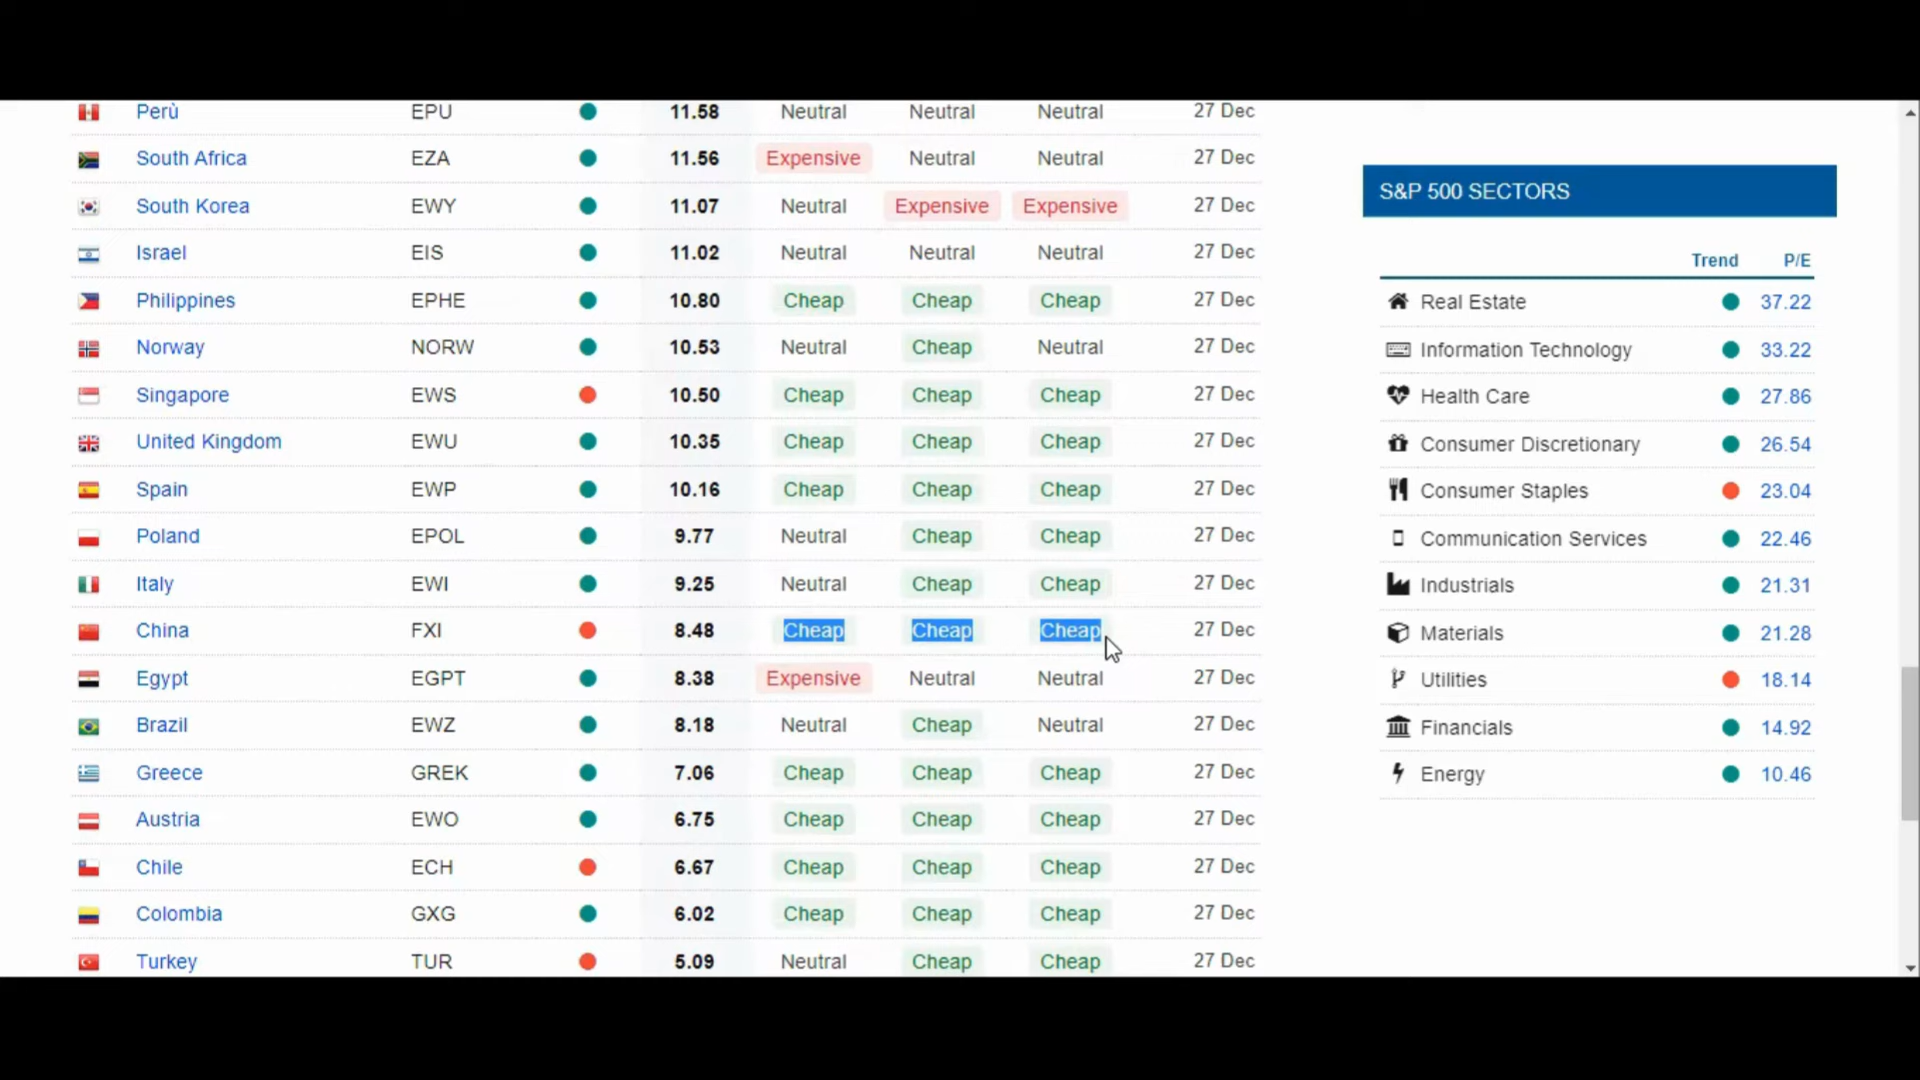 Perù EPU 11.58 Neutral Neutral Neutral 27 Dec
South Africa EZA 11.56 Expensive Neutral Neutral 27 Dec
South Korea EWY 11.07 Neutral Expensive Expensive 27 Dec
Israel EIS 11.02 Neutral Neutral Neutral 27 Dec
Philippines EPHE 10.80 Cheap Cheap Cheap 27 Dec
Norway NORW 10.53 Neutral Cheap Neutral 27 Dec
Singapore EWS 10.50 Cheap Cheap Cheap 27 Dec
United Kingdom EWU 10.35 Cheap Cheap Cheap 27 Dec
Spain EWP 10.16 Cheap Cheap Cheap 27 Dec
Poland EPOL 9.77 Neutral Cheap Cheap 27 Dec
Italy EWI 9.25 Neutral Cheap Cheap 27 Dec
China FXI 8.48 Cheap Cheap Cheap 27 Dec
Egypt EGPT 8.38 Expensive Neutral Neutral 27 Dec
Brazil EWZ 8.18 Neutral Cheap Neutral 27 Dec
Greece GREK 7.06 Cheap Cheap Cheap 27 Dec
Austria EWO 6.75 Cheap Cheap Cheap 27 Dec
Chile ECH 6.67 Cheap Cheap Cheap 27 Dec
Colombia GXG 6.02 Cheap Cheap Cheap 27 Dec
Turkey TUR 5.09 Neutral Cheap Cheap 27 Dec
S&P 500 SECTORS
Trend P/E
Real Estate 37.22
Information Technology 33.22
Health Care 27.86
Consumer Discretionary 26.54
Consumer Staples 23.04
Communication Services 22.46
Industrials 21.31
Materials 21.28
Utilities 18.14
Financials 14.92
Energy 10.46